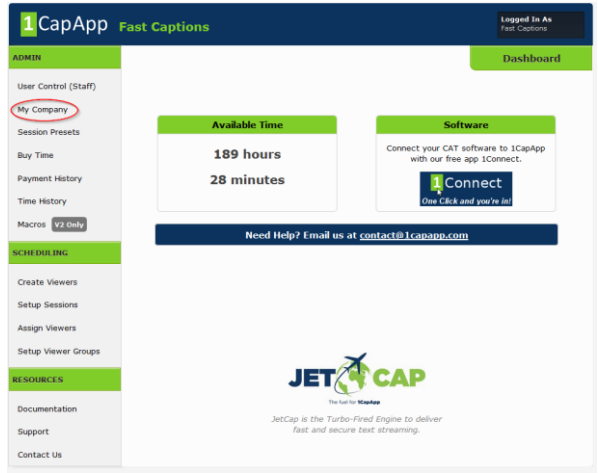 1CapApp Fast Captions
Logged In As
Fast Captions
ADMIN
Dashboard
User Control (Staff)
My Company
Session Presets
Buy Time
Payment History
Time History
Macros V2 Only
SCHEDULING
Create Viewers
Setup Sessions
Assign Viewers
Setup Viewer Groups
RESOURCES
Documentation
Support
Contact Us
Available Time
189 hours
28 minutes
Software
Connect your CAT software to 1CapApp
with our free app 1Connect.
1Connect
One Click and you're in!
Need Help? Email us at contact@1capapp.com
JET CAP
The fuel for 1CapApp
JetCap is the Turbo-Fired Engine to deliver
fast and secure text streaming.